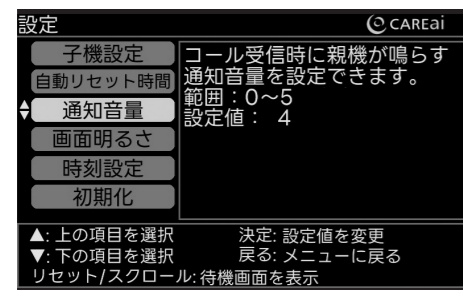 設定
CAREai
子機設定
自動リセット時間
通知音量
画面明るさ
時刻設定
初期化
コール受信時に親機が鳴らす
通知音量を設定できます。
範囲：0～5
設定値： 4
▲: 上の項目を選択 決定: 設定値を変更
▼: 下の項目を選択 戻る: メニューに戻る
リセット/スクロール: 待機画面を表示